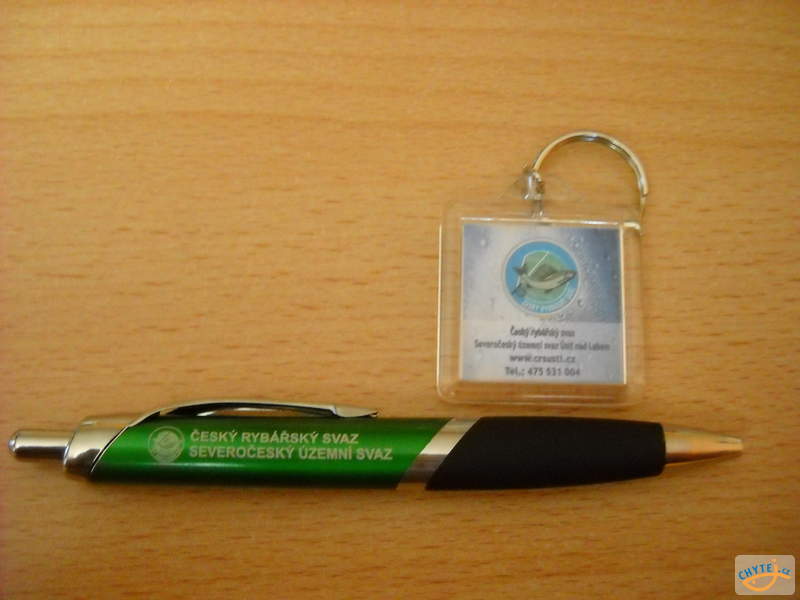 Český rybářský svaz
Severočeský územní svaz Ústí nad Labem
www.crsusti.cz
Tel.: 475 531 004
ČESKÝ RYBÁŘSKÝ SVAZ
SEVEROČESKÝ ÚZEMNÍ SVAZ
CHYTEJ.cz